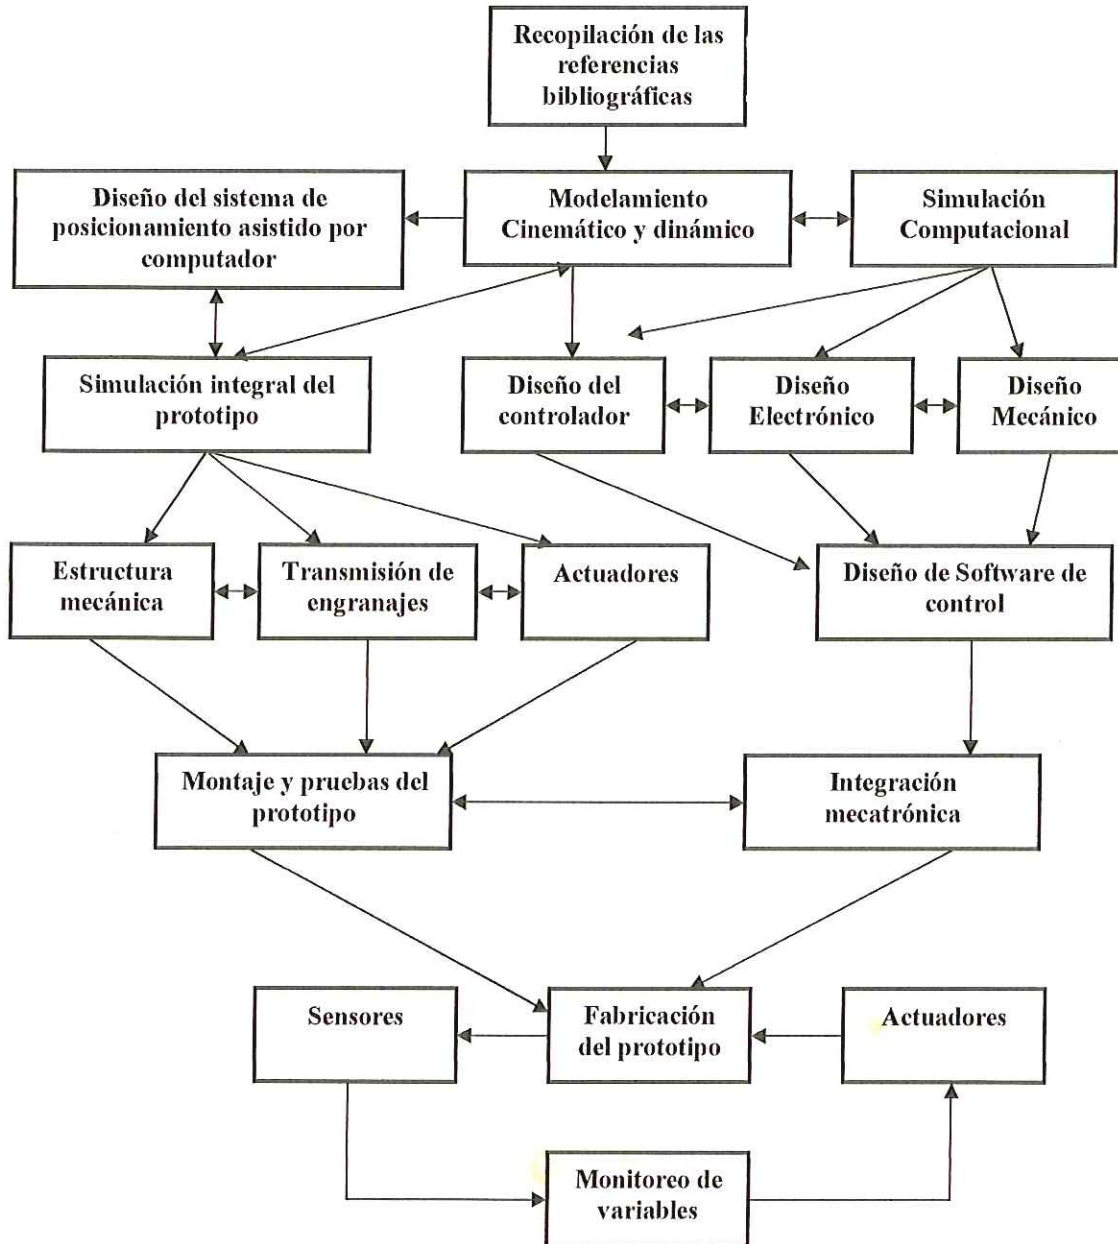 Recopilación de las
referencias
bibliográficas
Diseño del sistema de
posicionamiento asistido por
computador
Modelamiento
Cinemático y dinámico
Simulación
Computacional
Simulación integral del
prototipo
Diseño del
controlador
Diseño
Electrónico
Diseño
Mecánico
Estructura
mecánica
Transmisión de
engranajes
Actuadores
Diseño de Software de
control
Montaje y pruebas del
prototipo
Integración
mecatrónica
Sensores
Fabricación
del prototipo
Actuadores
Monitoreo de
variables